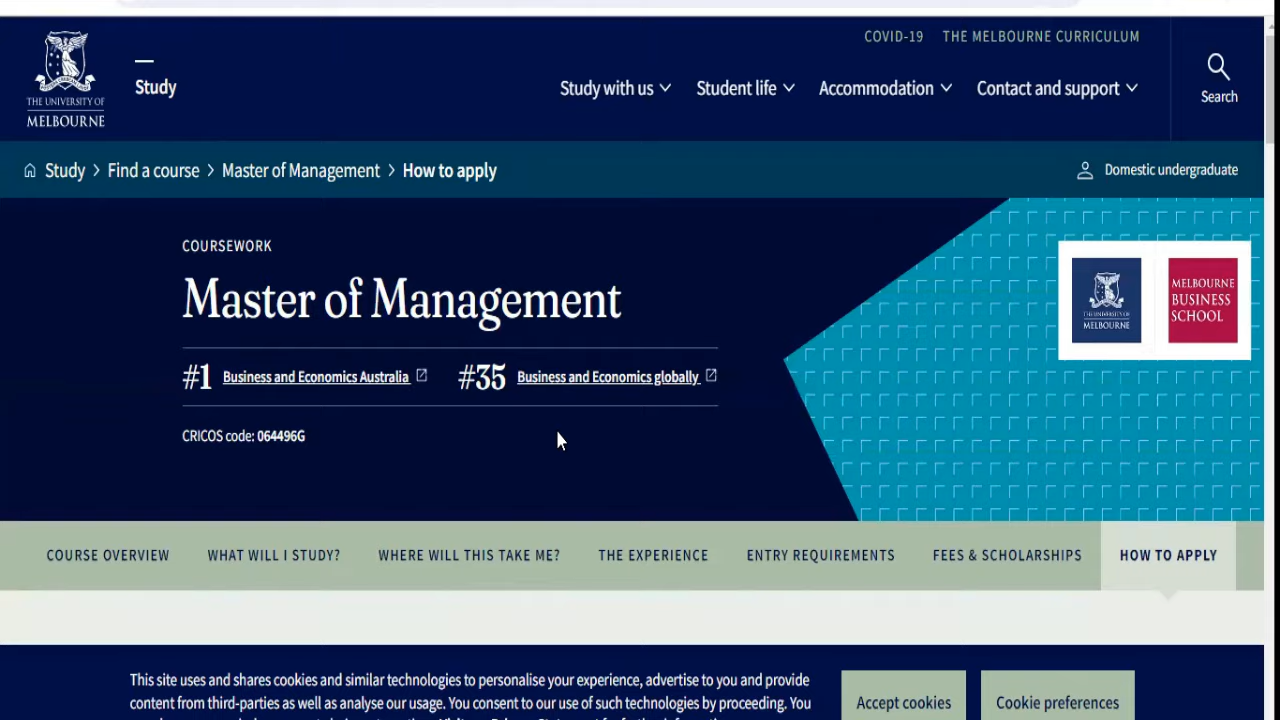 COVID-19 THE MELBOURNE CURRICULUM
THE UNIVERSITY OF
MELBOURNE
Study
Study with us Student life Accommodation Contact and support
Search
Study > Find a course > Master of Management > How to apply
Domestic undergraduate
COURSEWORK
Master of Management
#1 Business and Economics Australia #35 Business and Economics globally
CRICOS code: 064496G
THE UNIVERSITY OF
MELBOURNE
MELBOURNE
BUSINESS
SCHOOL
COURSE OVERVIEW WHAT WILL I STUDY? WHERE WILL THIS TAKE ME? THE EXPERIENCE ENTRY REQUIREMENTS FEES & SCHOLARSHIPS HOW TO APPLY
This site uses and shares cookies and similar technologies to personalise your experience, advertise to you and provide
content from third-parties as well as analyse our usage. You consent to our use of such technologies by proceeding. You
Accept cookies Cookie preferences